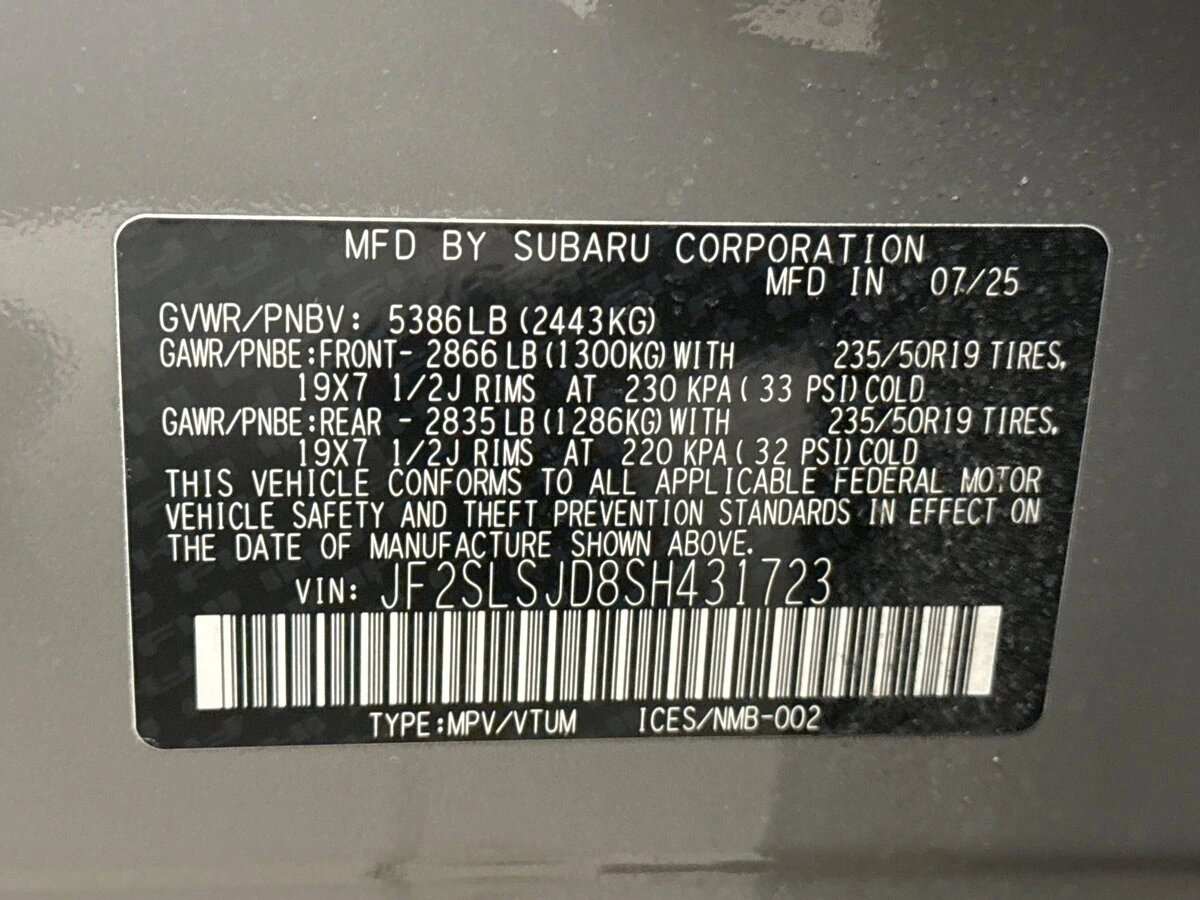 MFD BY SUBARU CORPORATION
MFD IN 07/25
GVWR/PNBV: 5386LB (2443KG)
GAWR/PNBE:FRONT- 2866 LB (1300KG) WITH 235/50R19 TIRES,
19X7 1/2J RIMS AT 230 KPA ( 33 PSI) COLD
GAWR/PNBE:REAR - 2835 LB (1286KG) WITH 235/50R19 TIRES,
19X7 1/2J RIMS AT 220 KPA ( 32 PSI) COLD
THIS VEHICLE CONFORMS TO ALL APPLICABLE FEDERAL MOTOR
VEHICLE SAFETY AND THEFT PREVENTION STANDARDS IN EFFECT ON
THE DATE OF MANUFACTURE SHOWN ABOVE.
VIN: JF2SLSJD8SH431723
TYPE:MPV/VTUM ICES/NMB-002